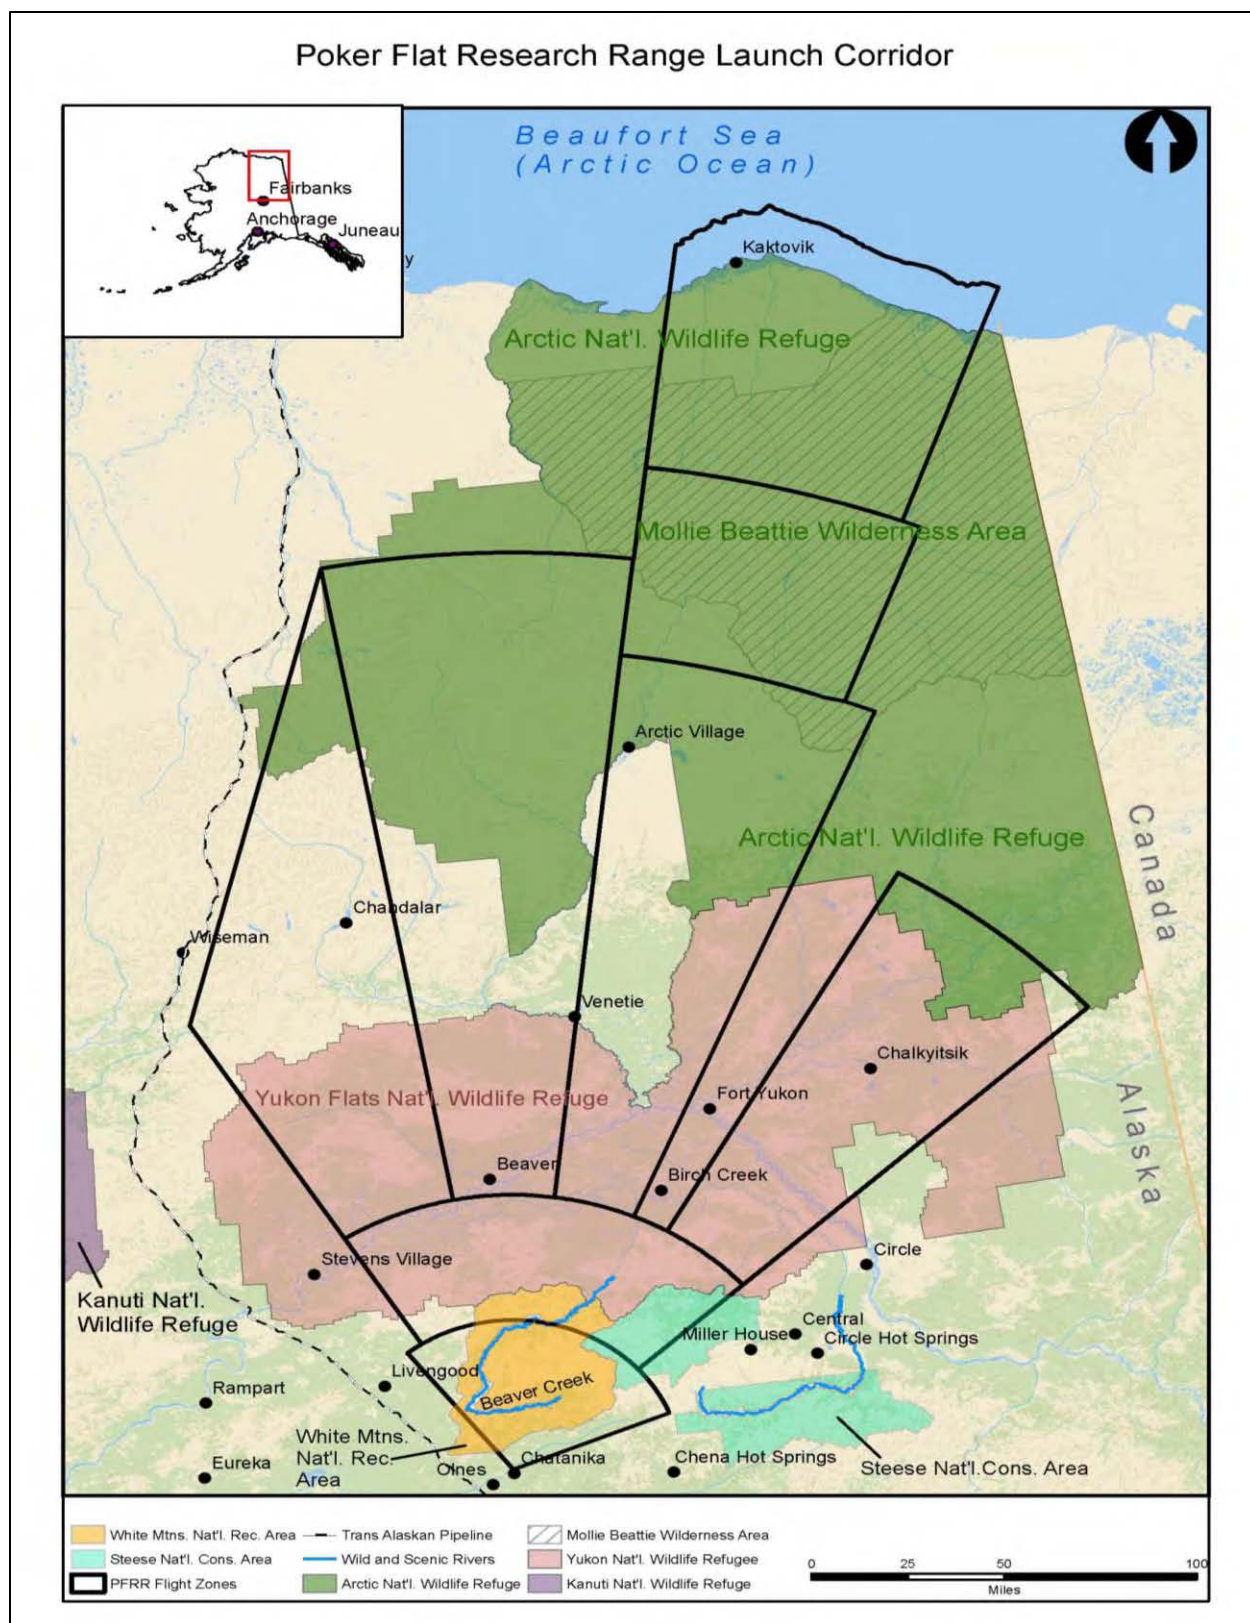 Poker Flat Research Range Launch Corridor
Beaufort Sea
(Arctic Ocean)
Fairbanks
Anchorage
Juneau
y
Kaktovik
Arctic Nat'l. Wildlife Refuge
Mollie Beattie Wilderness Area
Arctic Village
Arctic Nat'l. Wildlife Refuge
Canada
Chandalar
Wiseman
Venetie
Chalkyitsik
Yukon Flats Nat'l. Wildlife Refuge
Fort Yukon
Alaska
Beaver
Birch Creek
Stevens Village
Circle
Kanuti Nat'l.
Wildlife Refuge
Central
Miller House
Circle Hot Springs
Livengood
Rampart
Beaver Creek
White Mtns.
Nat'l. Rec.
Area
Eureka
Olnes
Chatanika
Chena Hot Springs
Steese Nat'l.Cons. Area
White Mtns. Nat'l. Rec. Area
Trans Alaskan Pipeline
Mollie Beattie Wilderness Area
Steese Nat'l. Cons. Area
Wild and Scenic Rivers
Yukon Nat'l. Wildlife Refugee
PFRR Flight Zones
Arctic Nat'l. Wildlife Refuge
Kanuti Nat'l. Wildlife Refuge
0 25 50 100
Miles